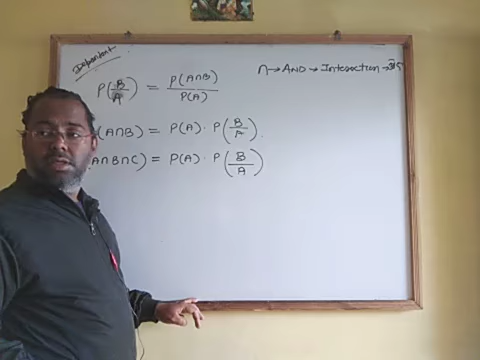 Dependent
∩ → AND → Intersection →
P(B/A) = P(A∩B)/P(A)
(A∩B) = P(A) · P(B/A)
A∩B∩C) = P(A) · P(B/A)